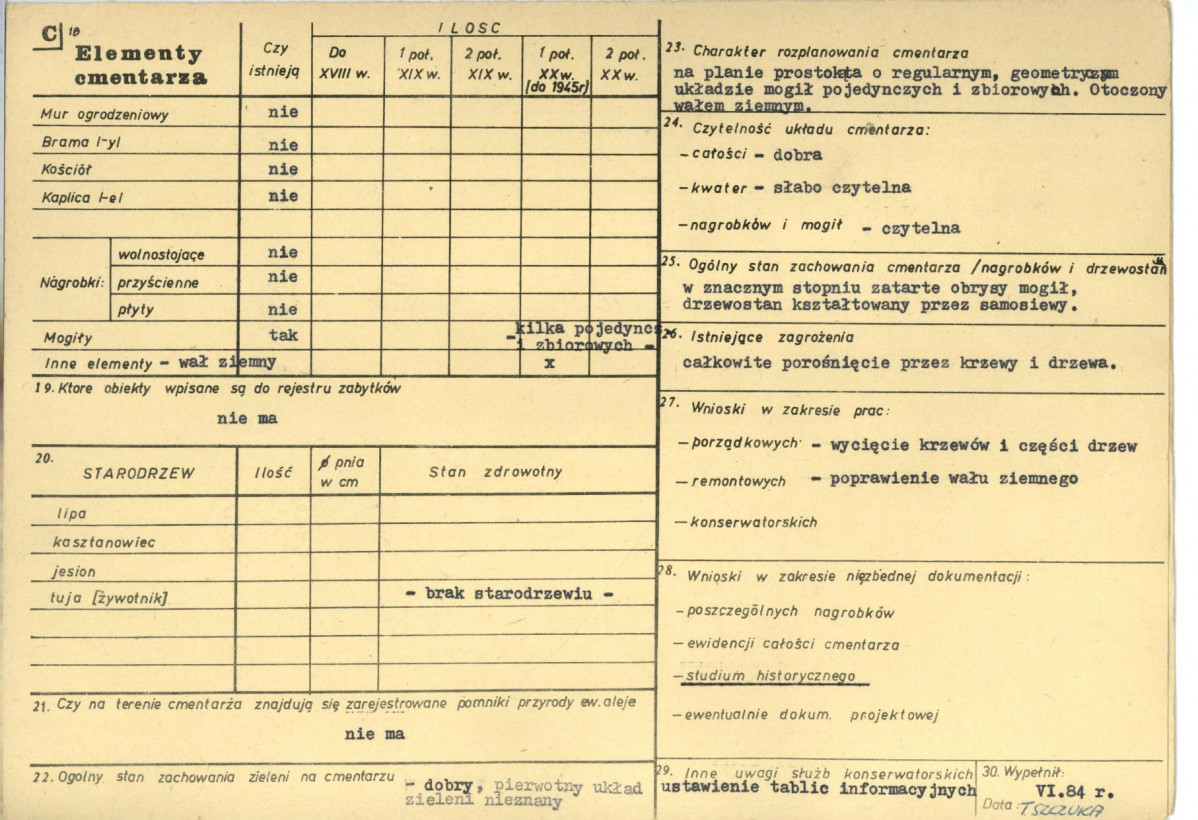 C 18
Elementy cmentarza
Czy istnieją
ILOSC
Do XVIII w.
1 poł. XIX w.
2 poł. XIX w.
1 poł. XX w. (do 1945r)
2 poł. XX w.
Mur ogrodzeniowy nie
Brama l-yl nie
Kościół nie
Kaplica l-el nie
Nagrobki:
wolnostojące nie
przyścienne nie
płyty nie
Mogiły tak -kilka pojedyncz
i zbiorowych -
Inne elementy - wał ziemny x
19. Ktore obiekty wpisane są do rejestru zabytków
nie ma
20. STARODRZEW Ilość ø pnia w cm Stan zdrowotny
lipa
kasztanowiec
jesion
tuja [żywotnik] - brak starodrzewiu -
21. Czy na terenie cmentarża znajdują się zarejestrowane pomniki przyrody ew. aleje
nie ma
22. Ogolny stan zachowania zieleni na cmentarzu - dobry, pierwotny układ
zieleni nieznany
23. Charakter rozplanowania cmentarza
na planie prostokąta o regularnym, geometrycznym
układzie mogił pojedynczych i zbiorowych. Otoczony
wałem ziemnym.
24. Czytelność układu cmentarza:
- całości - dobra
- kwater - słabo czytelna
- nagrobków i mogił - czytelna
25. Ogólny stan zachowania cmentarza /nagrobków i drzewostan
w znacznym stopniu zatarte obrysy mogił,
drzewostan kształtowany przez samosiewy.
26. Istniejące zagrożenia
całkowite porośnięcie przez krzewy i drzewa.
27. Wnioski w zakresie prac:
- porządkowych - wycięcie krzewów i części drzew
- remontowych - poprawienie wału ziemnego
- konserwatorskich
28. Wnioski w zakresie niezbednej dokumentacji:
- poszczególnych nagrobków
- ewidencji całości cmentarza
- studium historycznego
- ewentualnie dokum. projektowej
29. Inne uwagi służb konserwatorskich
ustawienie tablic informacyjnych
30. Wypełnił:
VI.84 r.
Data: T.SZCZUKA